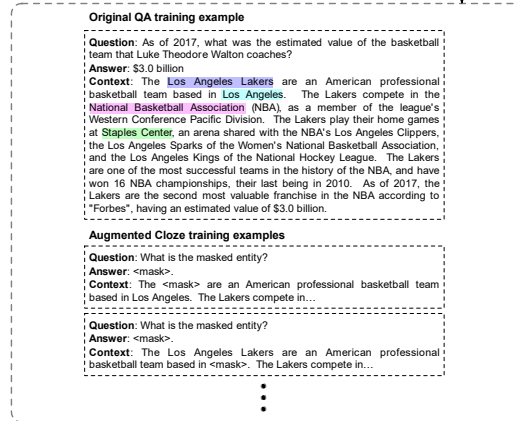 Original QA training example
Question: As of 2017, what was the estimated value of the basketball
team that Luke Theodore Walton coaches?
Answer: $3.0 billion
Context: The Los Angeles Lakers are an American professional
basketball team based in Los Angeles. The Lakers compete in the
National Basketball Association (NBA), as a member of the league's
Western Conference Pacific Division. The Lakers play their home games
at Staples Center, an arena shared with the NBA's Los Angeles Clippers,
the Los Angeles Sparks of the Women's National Basketball Association,
and the Los Angeles Kings of the National Hockey League. The Lakers
are one of the most successful teams in the history of the NBA, and have
won 16 NBA championships, their last being in 2010. As of 2017, the
Lakers are the second most valuable franchise in the NBA according to
"Forbes", having an estimated value of $3.0 billion.
Augmented Cloze training examples
Question: What is the masked entity?
Answer: <mask>.
Context: The <mask> are an American professional basketball team
based in Los Angeles. The Lakers compete in…
Question: What is the masked entity?
Answer: <mask>.
Context: The Los Angeles Lakers are an American professional
basketball team based in <mask>. The Lakers compete in…